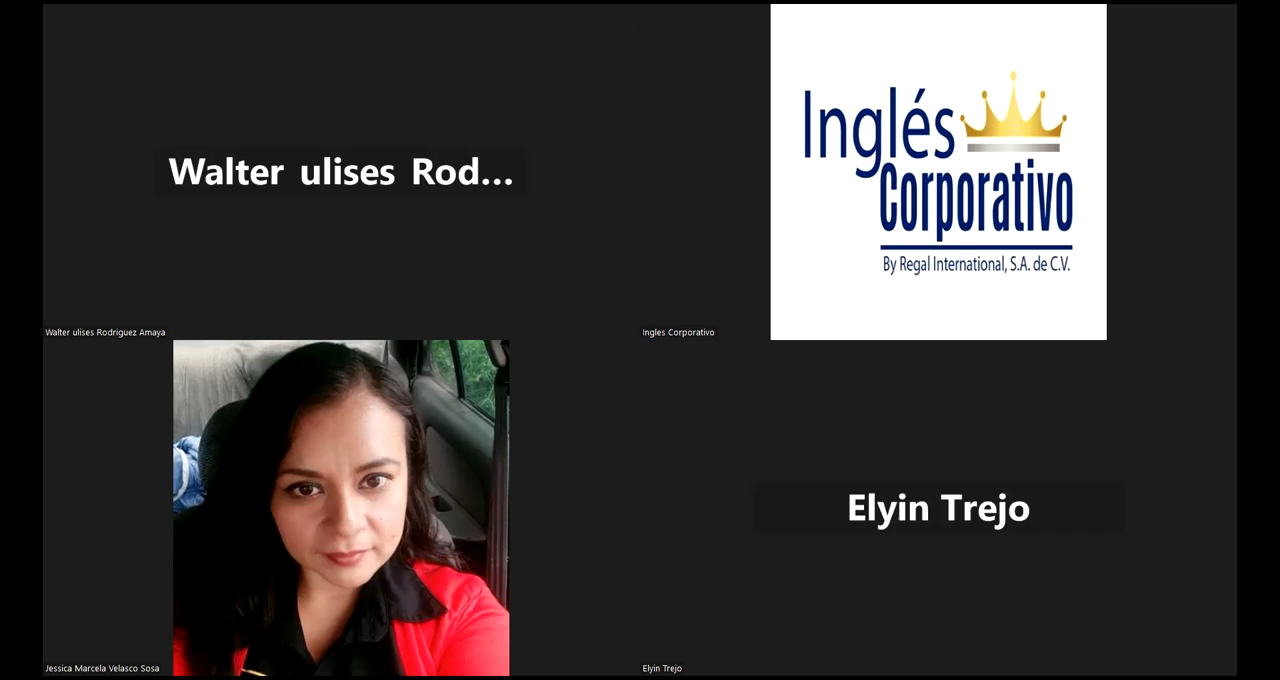 Walter ulises Rod...
Walter ulises Rodriguez Amaya
Inglés
Corporativo
By Regal International, S.A. de C.V.
Ingles Corporativo
Jessica Marcela Velasco Sosa
Elyin Trejo
Elyin Trejo